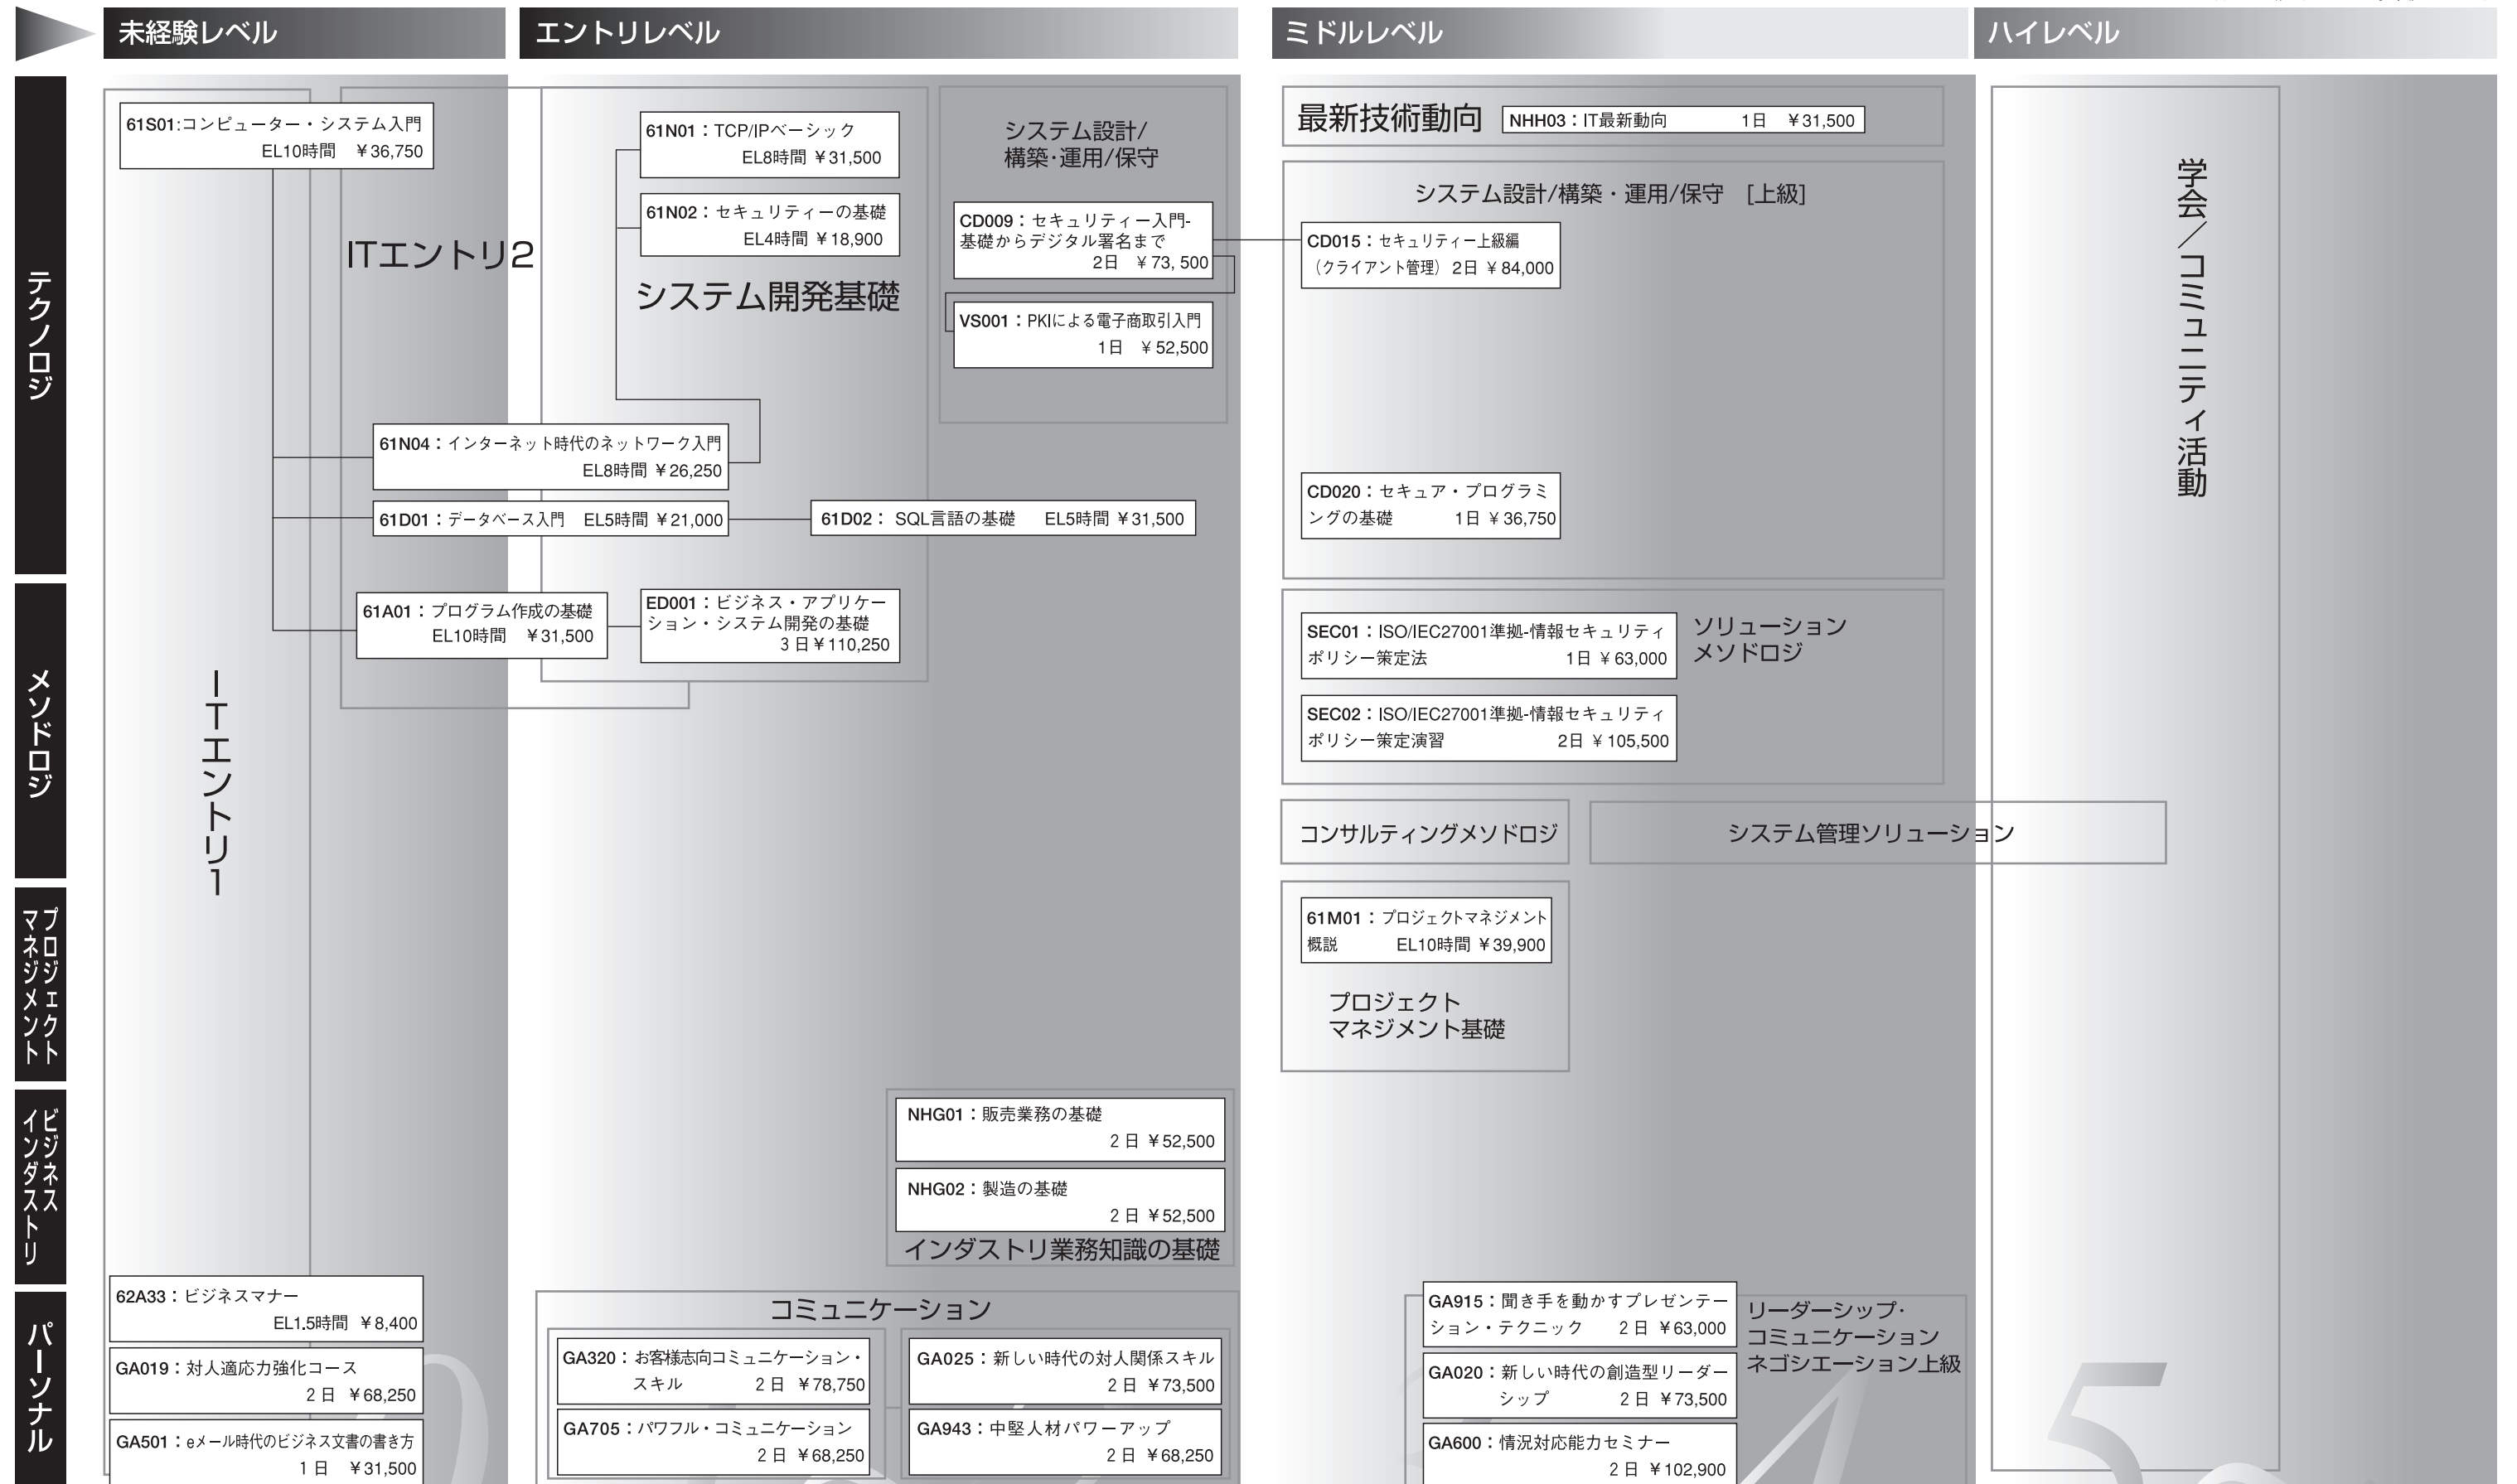 未経験レベル
エントリレベル
ミドルレベル
ハイレベル
テクノロジ
メソドロジ
プロジェクト
マネジメント
ビジネス
インダストリ
パーソナル
61S01:コンピューター・システム入門
EL10時間 ￥36,750
ITエントリ1
ITエントリ2
61N01：TCP/IPベーシック
EL8時間 ￥31,500
61N02：セキュリティーの基礎
EL4時間 ￥18,900
システム開発基礎
61N04：インターネット時代のネットワーク入門
EL8時間 ￥26,250
61D01：データベース入門 EL5時間 ￥21,000
61D02： SQL言語の基礎 EL5時間 ￥31,500
61A01：プログラム作成の基礎
EL10時間 ￥31,500
ED001：ビジネス・アプリケー
ション・システム開発の基礎
3 日￥110,250
システム設計/
構築･運用/保守
CD009：セキュリティー入門-
基礎からデジタル署名まで
2日 ￥73, 500
VS001：PKIによる電子商取引入門
1日 ￥52,500
最新技術動向
NHH03：IT最新動向 1日 ￥31,500
システム設計/構築・運用/保守 [上級]
CD015：セキュリティー上級編
（クライアント管理） 2日 ￥84,000
CD020：セキュア・プログラミ
ングの基礎 1日 ￥36,750
SEC01：ISO/IEC27001準拠-情報セキュリティ
ポリシー策定法 1日 ￥63,000
ソリューション
メソドロジ
SEC02：ISO/IEC27001準拠-情報セキュリティ
ポリシー策定演習 2日 ￥105,500
コンサルティングメソドロジ
システム管理ソリューション
61M01：プロジェクトマネジメント
概説 EL10時間 ￥39,900
プロジェクト
マネジメント基礎
学会／コミュニティ活動
NHG01：販売業務の基礎
2 日 ￥52,500
NHG02：製造の基礎
2 日 ￥52,500
インダストリ業務知識の基礎
62A33：ビジネスマナー
EL1.5時間 ￥8,400
GA019：対人適応力強化コース
2 日 ￥68,250
GA501：eメール時代のビジネス文書の書き方
1 日 ￥31,500
コミュニケーション
GA320：お客様志向コミュニケーション・
スキル 2 日 ￥78,750
GA705：パワフル・コミュニケーション
2 日 ￥68,250
GA025：新しい時代の対人関係スキル
2 日 ￥73,500
GA943：中堅人材パワーアップ
2 日 ￥68,250
GA915：聞き手を動かすプレゼンテー
ション・テクニック 2 日 ￥63,000
GA020：新しい時代の創造型リーダー
シップ 2 日 ￥73,500
GA600：情況対応能力セミナー
2 日 ￥102,900
リーダーシップ･
コミュニケーション
ネゴシエーション上級
4
5